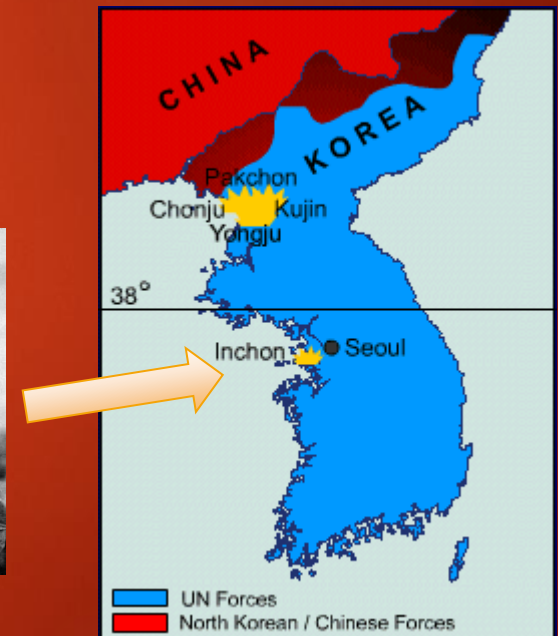 CHINA
KOREA
Pakchon
Chonju Kujin
Yongju
38°
Inchon Seoul
UN Forces
North Korean / Chinese Forces